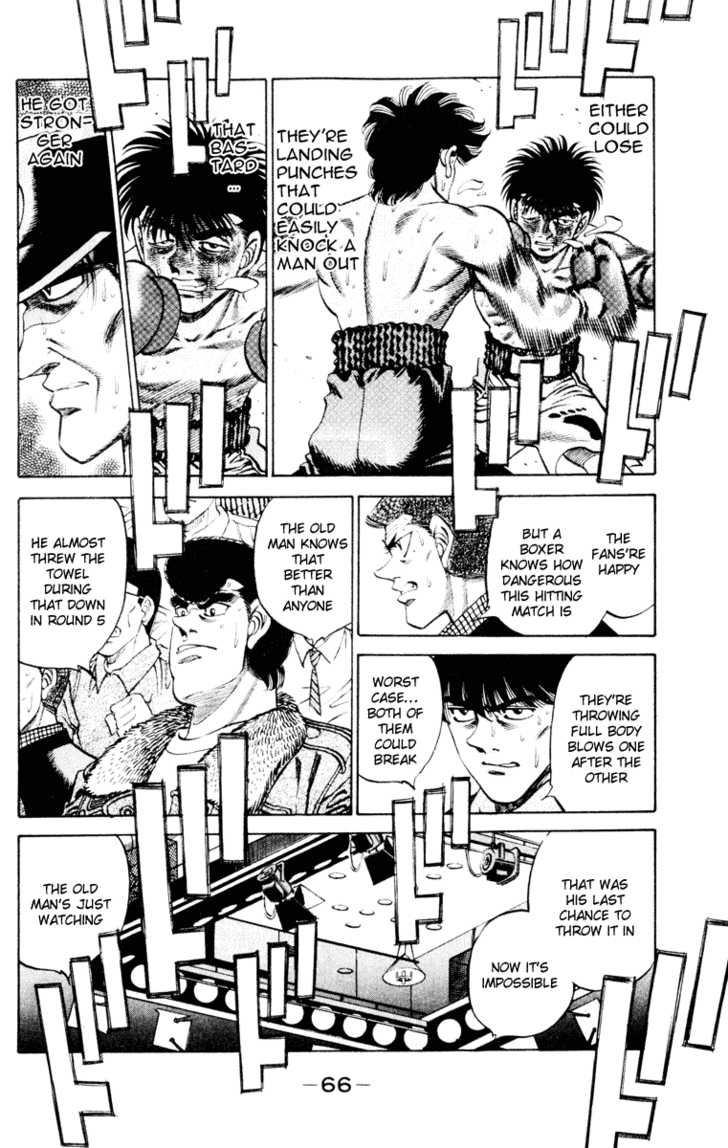 EITHER
COULD
LOSE
THEY'RE
LANDING
PUNCHES
THAT
COULD
EASILY
KNOCK A
MAN OUT
THAT
BAS-
TARD
...
HE GOT
STRON-
GER
AGAIN
THE
FANS'RE
HAPPY
BUT A
BOXER
KNOWS HOW
DANGEROUS
THIS HITTING
MATCH IS
THEY'RE
THROWING
FULL BODY
BLOWS ONE
AFTER THE
OTHER
WORST
CASE...
BOTH OF
THEM
COULD
BREAK
THE OLD
MAN KNOWS
THAT
BETTER
THAN
ANYONE
HE ALMOST
THREW THE
TOWEL
DURING
THAT DOWN
IN ROUND 5
THAT WAS
HIS LAST
CHANCE TO
THROW IT IN
NOW IT'S
IMPOSSIBLE
THE OLD
MAN'S JUST
WATCHING
—66—